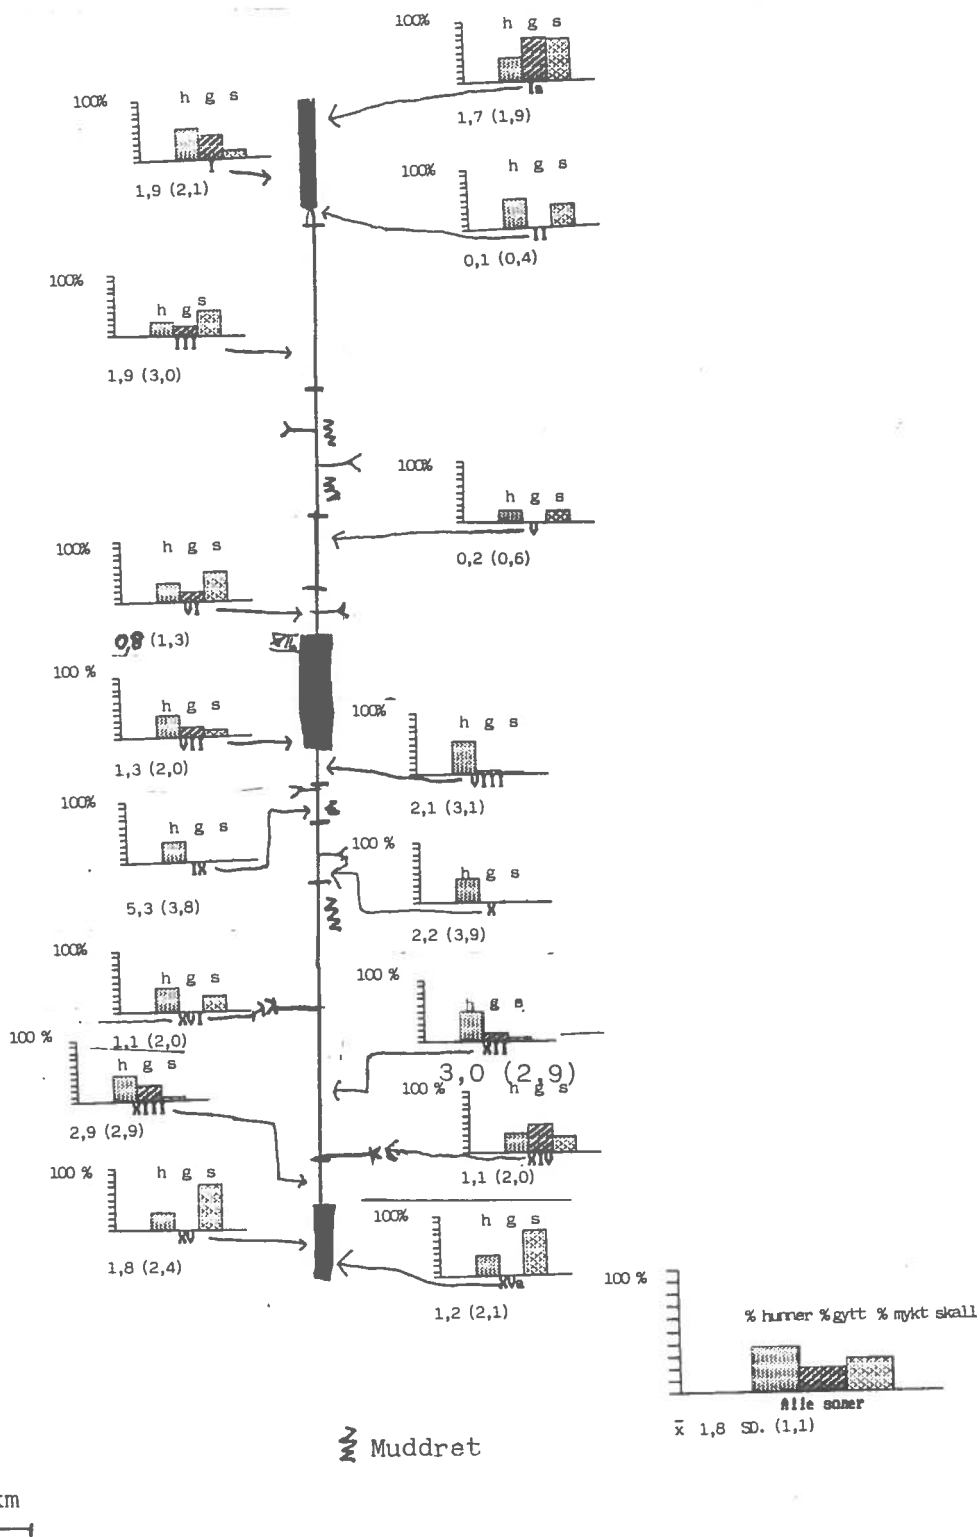 100% h g s
Ia
1,7 (1,9)
100% h g s
I
1,9 (2,1)
100% h g s
II
0,1 (0,4)
100% h g s
III
1,9 (3,0)
100% h g s
V
0,2 (0,6)
100% h g s
VI
0,8 (1,3)
100 % h g s
VII
1,3 (2,0)
100% h g s
VIII
2,1 (3,1)
100% h g s
IX
5,3 (3,8)
100 % h g s
X
2,2 (3,9)
100% h g s
XVI
1,1 (2,0)
100 % h g s
XII
3,0 (2,9)
100 % h g s
XIII
2,9 (2,9)
100 % h g s
XIV
1,1 (2,0)
100 % h g s
XV
1,8 (2,4)
100% h g s
XVa
1,2 (2,1)
100 %
% hunner % gytt % mykt skall
Alle soner
x̄ 1,8 SD. (1,1)
Muddret
km